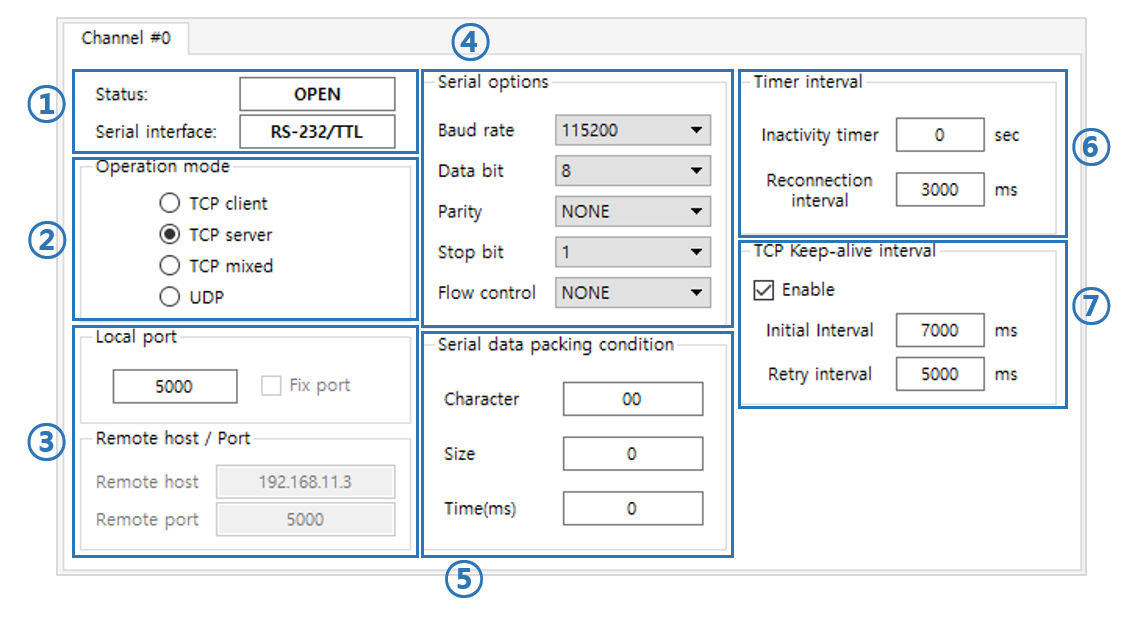 Channel #0
①
Status: OPEN
Serial interface: RS-232/TTL
②
Operation mode
TCP client
TCP server
TCP mixed
UDP
③
Local port
5000 Fix port
Remote host / Port
Remote host 192.168.11.3
Remote port 5000
④
Serial options
Baud rate 115200
Data bit 8
Parity NONE
Stop bit 1
Flow control NONE
⑤
Serial data packing condition
Character 00
Size 0
Time(ms) 0
⑥
Timer interval
Inactivity timer 0 sec
Reconnection
interval 3000 ms
⑦
TCP Keep-alive interval
Enable
Initial Interval 7000 ms
Retry interval 5000 ms